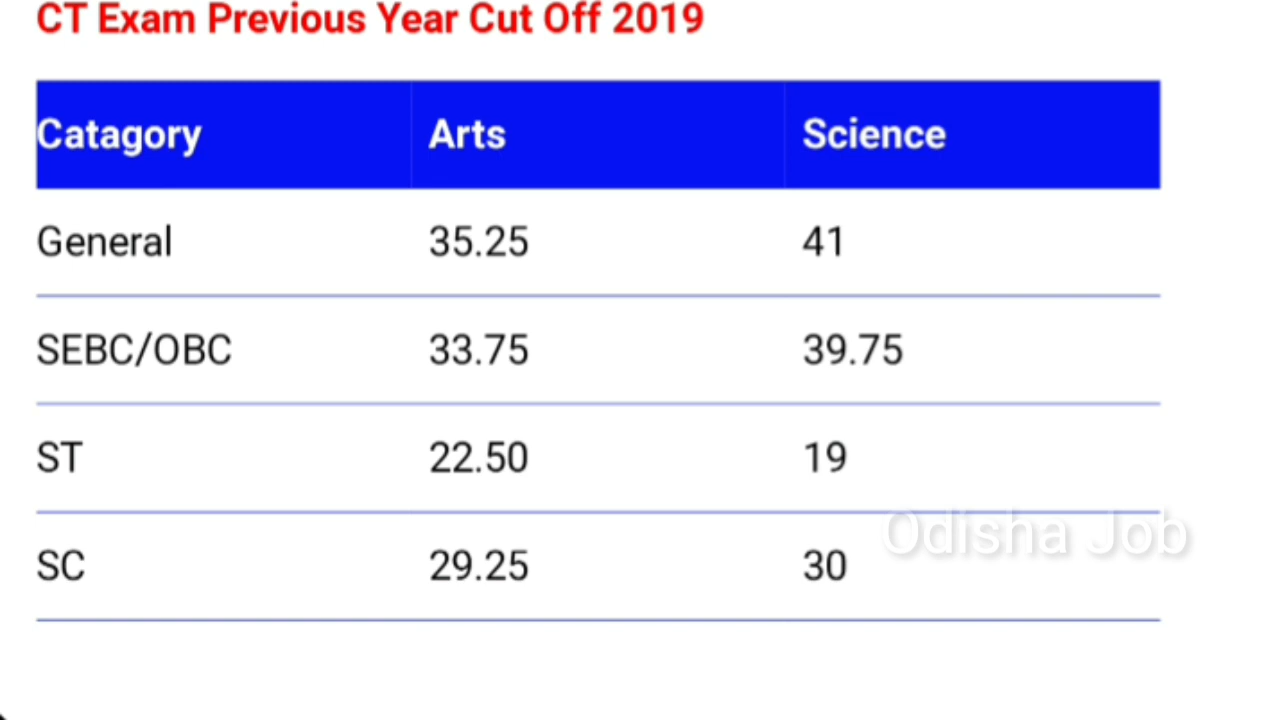 CT Exam Previous Year Cut Off 2019
Catagory Arts Science
General 35.25 41
SEBC/OBC 33.75 39.75
ST 22.50 19
SC 29.25 30
Odisha Job